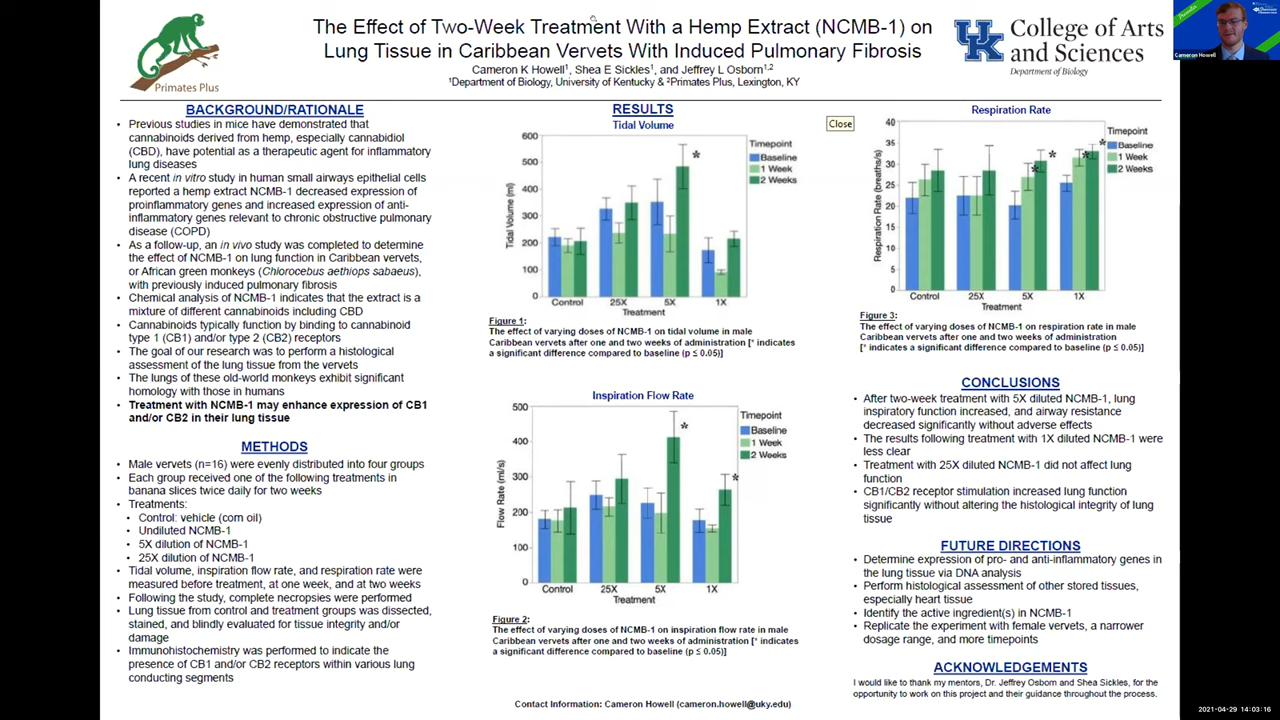 The Effect of Two-Week Treatment With a Hemp Extract (NCMB-1) on
Lung Tissue in Caribbean Vervets With Induced Pulmonary Fibrosis
Cameron K Howell¹, Shea E Sickles¹, and Jeffrey L Osborn¹,²
¹Department of Biology, University of Kentucky & ²Primates Plus, Lexington, KY
Primates Plus
UK
College of Arts
and Sciences
Department of Biology
Cameron Howell
BACKGROUND/RATIONALE
• Previous studies in mice have demonstrated that
cannabinoids derived from hemp, especially cannabidiol
(CBD), have potential as a therapeutic agent for inflammatory
lung diseases
• A recent in vitro study in human small airways epithelial cells
reported a hemp extract NCMB-1 decreased expression of
proinflammatory genes and increased expression of anti-
inflammatory genes relevant to chronic obstructive pulmonary
disease (COPD)
• As a follow-up, an in vivo study was completed to determine
the effect of NCMB-1 on lung function in Caribbean vervets,
or African green monkeys (Chlorocebus aethiops sabaeus),
with previously induced pulmonary fibrosis
• Chemical analysis of NCMB-1 indicates that the extract is a
mixture of different cannabinoids including CBD
• Cannabinoids typically function by binding to cannabinoid
type 1 (CB1) and/or type 2 (CB2) receptors
• The goal of our research was to perform a histological
assessment of the lung tissue from the vervets
• The lungs of these old-world monkeys exhibit significant
homology with those in humans
• Treatment with NCMB-1 may enhance expression of CB1
and/or CB2 in their lung tissue
METHODS
• Male vervets (n=16) were evenly distributed into four groups
• Each group received one of the following treatments in
banana slices twice daily for two weeks
• Treatments:
• Control: vehicle (corn oil)
• Undiluted NCMB-1
• 5X dilution of NCMB-1
• 25X dilution of NCMB-1
• Tidal volume, inspiration flow rate, and respiration rate were
measured before treatment, at one week, and at two weeks
• Following the study, complete necropsies were performed
• Lung tissue from control and treatment groups was dissected,
stained, and blindly evaluated for tissue integrity and/or
damage
• Immunohistochemistry was performed to indicate the
presence of CB1 and/or CB2 receptors within various lung
conducting segments
RESULTS
Tidal Volume
600
500
400
300
200
100
0
Tidal Volume (ml)
* 
Timepoint
Baseline
1 Week
2 Weeks
Control 25X 5X 1X
Treatment
Figure 1:
The effect of varying doses of NCMB-1 on tidal volume in male
Caribbean vervets after one and two weeks of administration [* indicates
a significant difference compared to baseline (p ≤ 0.05)]
Inspiration Flow Rate
500
400
300
200
100
0
Flow Rate (ml/s)
* *
Timepoint
Baseline
1 Week
2 Weeks
Control 25X 5X 1X
Treatment
Figure 2:
The effect of varying doses of NCMB-1 on inspiration flow rate in male
Caribbean vervets after one and two weeks of administration [* indicates
a significant difference compared to baseline (p ≤ 0.05)]
Contact Information: Cameron Howell (cameron.howell@uky.edu)
Close
Respiration Rate
40
35
30
25
20
15
10
5
0
Respiration Rate (breaths/s)
* * * *
Timepoint
Baseline
1 Week
2 Weeks
Control 25X 5X 1X
Treatment
Figure 3:
The effect of varying doses of NCMB-1 on respiration rate in male
Caribbean vervets after one and two weeks of administration
[* indicates a significant difference compared to baseline (p ≤ 0.05)]
CONCLUSIONS
• After two-week treatment with 5X diluted NCMB-1, lung
inspiratory function increased, and airway resistance
decreased significantly without adverse effects
• The results following treatment with 1X diluted NCMB-1 were
less clear
• Treatment with 25X diluted NCMB-1 did not affect lung
function
• CB1/CB2 receptor stimulation increased lung function
significantly without altering the histological integrity of lung
tissue
FUTURE DIRECTIONS
• Determine expression of pro- and anti-inflammatory genes in
the lung tissue via DNA analysis
• Perform histological assessment of other stored tissues,
especially heart tissue
• Identify the active ingredient(s) in NCMB-1
• Replicate the experiment with female vervets, a narrower
dosage range, and more timepoints
ACKNOWLEDGEMENTS
I would like to thank my mentors, Dr. Jeffrey Osborn and Shea Sickles, for the
opportunity to work on this project and their guidance throughout the process.
2021-04-29 14:03:16